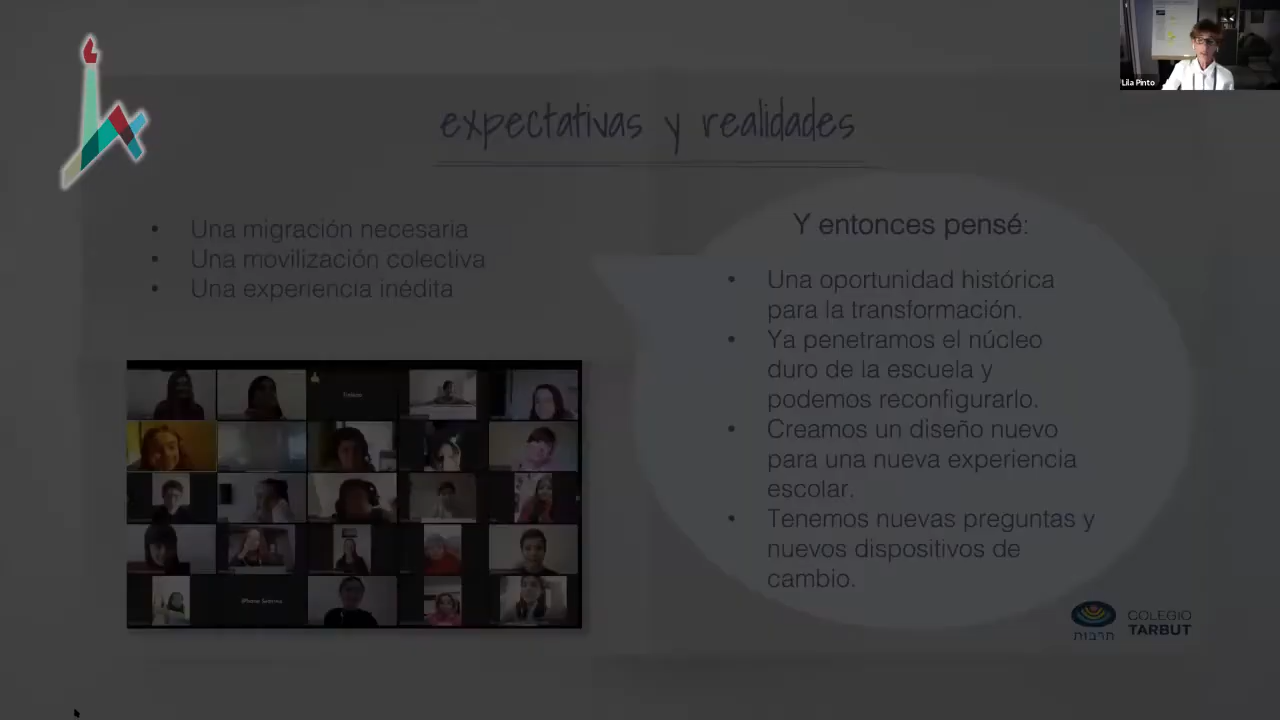 Lila Pinto
expectativas y realidades
• Una migración necesaria
• Una movilización colectiva
• Una experiencia inédita
Y entonces pensé:
• Una oportunidad histórica
para la transformación.
• Ya penetramos el núcleo
duro de la escuela y
podemos reconfigurarlo.
• Creamos un diseño nuevo
para una nueva experiencia
escolar.
• Tenemos nuevas preguntas y
nuevos dispositivos de
cambio.
תרבות
COLEGIO
TARBUT